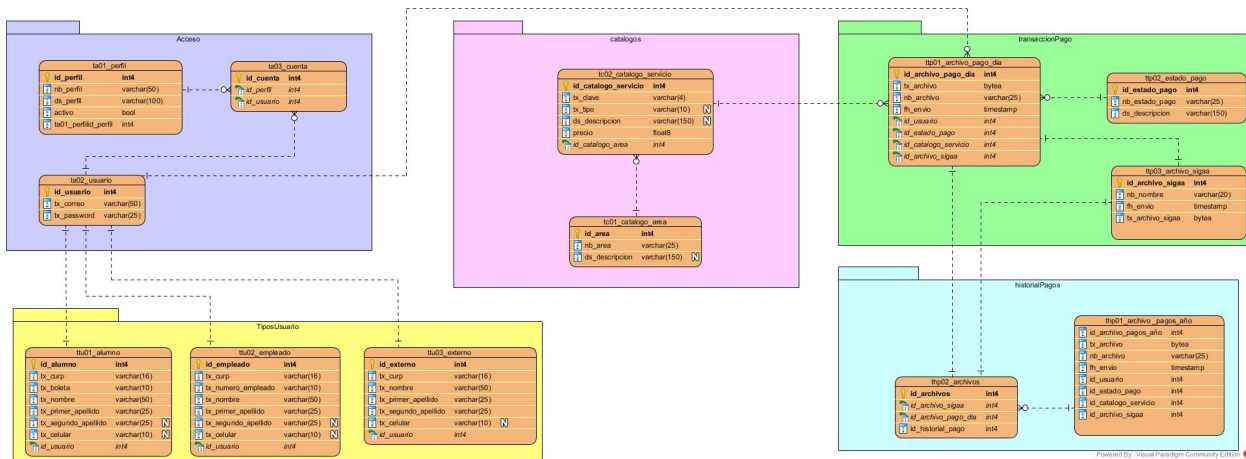 Acceso
ta01_perfil
id_perfil int4
nb_perfil varchar(50)
ds_perfil varchar(100)
activo bool
ta01_perfilid_perfil int4
ta03_cuenta
id_cuenta int4
id_perfil int4
id_usuario int4
ta02_usuario
id_usuario int4
tx_correo varchar(50)
tx_password varchar(25)
catalogos
tc02_catalogo_servicio
id_catalogo_servicio int4
tx_clave varchar(4)
tx_tipo varchar(10) N
ds_descripcion varchar(150) N
precio float8
id_catalogo_area int4
tc01_catalogo_area
id_area int4
nb_area varchar(25)
ds_descripcion varchar(150) N
transaccionPago
ttp01_archivo_pago_dia
id_archivo_pago_dia int4
tx_archivo bytea
nb_archivo varchar(25)
fh_envio timestamp
id_usuario int4
id_estado_pago int4
id_catalogo_servicio int4
id_archivo_sigaa int4
ttp02_estado_pago
id_estado_pago int4
nb_estado_pago varchar(25)
ds_descripcion varchar(150)
ttp03_archivo_sigaa
id_archivo_sigaa int4
nb_nombre varchar(20)
fh_envio timestamp
tx_archivo_sigaa bytea
TiposUsuario
ttu01_alumno
id_alumno int4
tx_curp varchar(16)
tx_boleta varchar(10)
tx_nombre varchar(50)
tx_primer_apellido varchar(25)
tx_segundo_apellido varchar(25) N
tx_celular varchar(10) N
id_usuario int4
ttu02_empleado
id_empleado int4
tx_curp varchar(16)
tx_numero_empleado varchar(10)
tx_nombre varchar(50)
tx_primer_apellido varchar(25)
tx_segundo_apellido varchar(25) N
tx_celular varchar(10) N
id_usuario int4
ttu03_externo
id_externo int4
tx_curp varchar(16)
tx_nombre varchar(50)
tx_primer_apellido varchar(25)
tx_segundo_apellido varchar(25)
tx_celular varchar(10) N
id_usuario int4
historialPagos
thp02_archivos
id_archivos int4
id_archivo_sigaa int4
id_archivo_pago_dia int4
id_historial_pago int4
thp01_archivo_pagos_año
id_archivo_pagos_año int4
tx_archivo bytea
nb_archivo varchar(25)
fh_envio timestamp
id_usuario int4
id_estado_pago int4
id_catalogo_servicio int4
id_archivo_sigaa int4
Powered By Visual Paradigm Community Edition